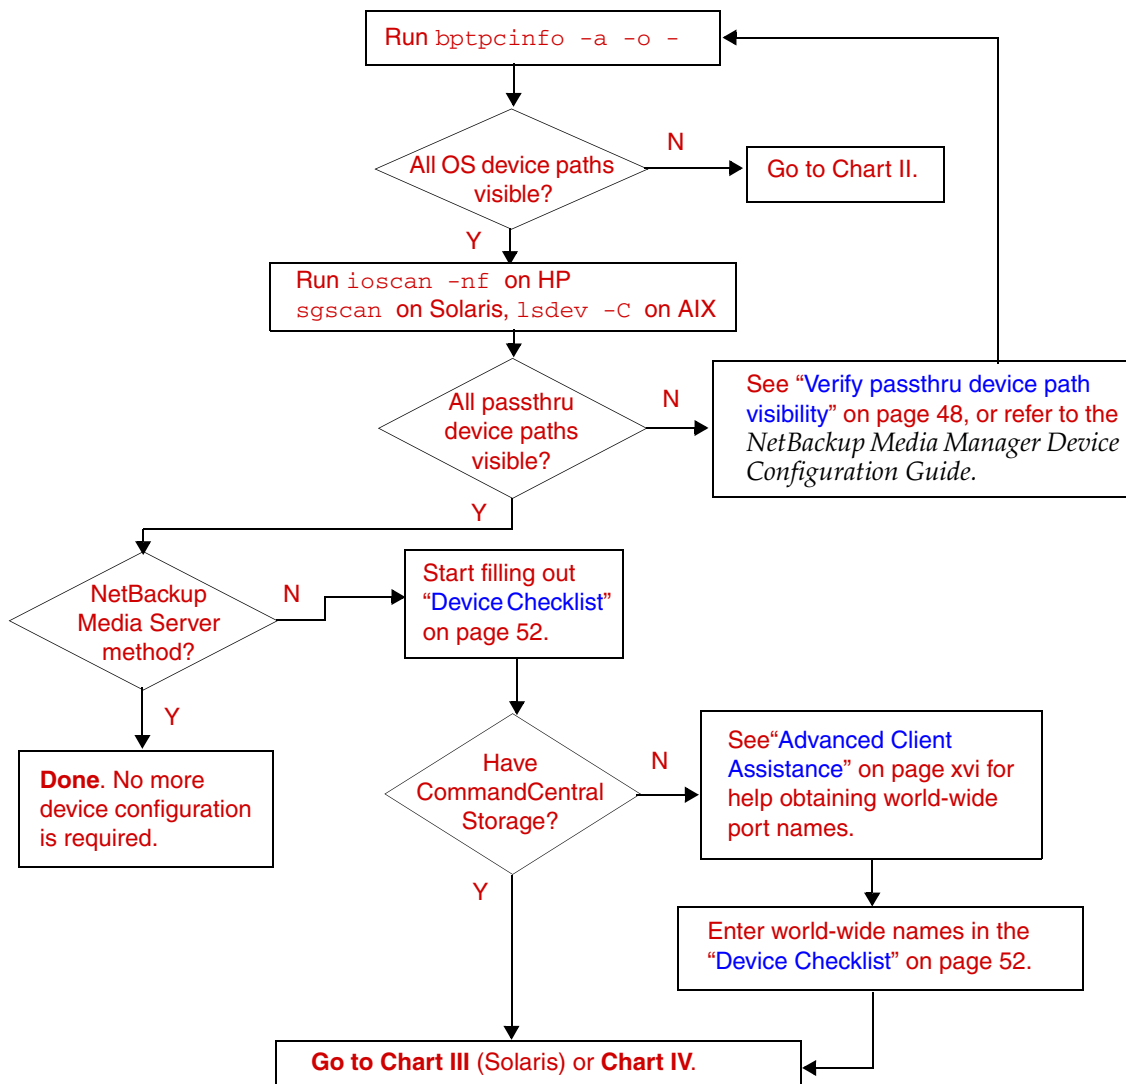 Run bptpcinfo -a -o -
All OS device paths
visible?
N
Go to Chart II.
Y
Run ioscan -nf on HP
sgscan on Solaris, lsdev -C on AIX
All passthru
device paths
visible?
N
See “Verify passthru device path
visibility” on page 48, or refer to the
NetBackup Media Manager Device
Configuration Guide.
Y
NetBackup
Media Server
method?
N
Start filling out
“Device Checklist”
on page 52.
Y
Done. No more
device configuration
is required.
Have
CommandCentral
Storage?
N
See“Advanced Client
Assistance” on page xvi for
help obtaining world-wide
port names.
Y
Enter world-wide names in the
“Device Checklist” on page 52.
Go to Chart III (Solaris) or Chart IV.